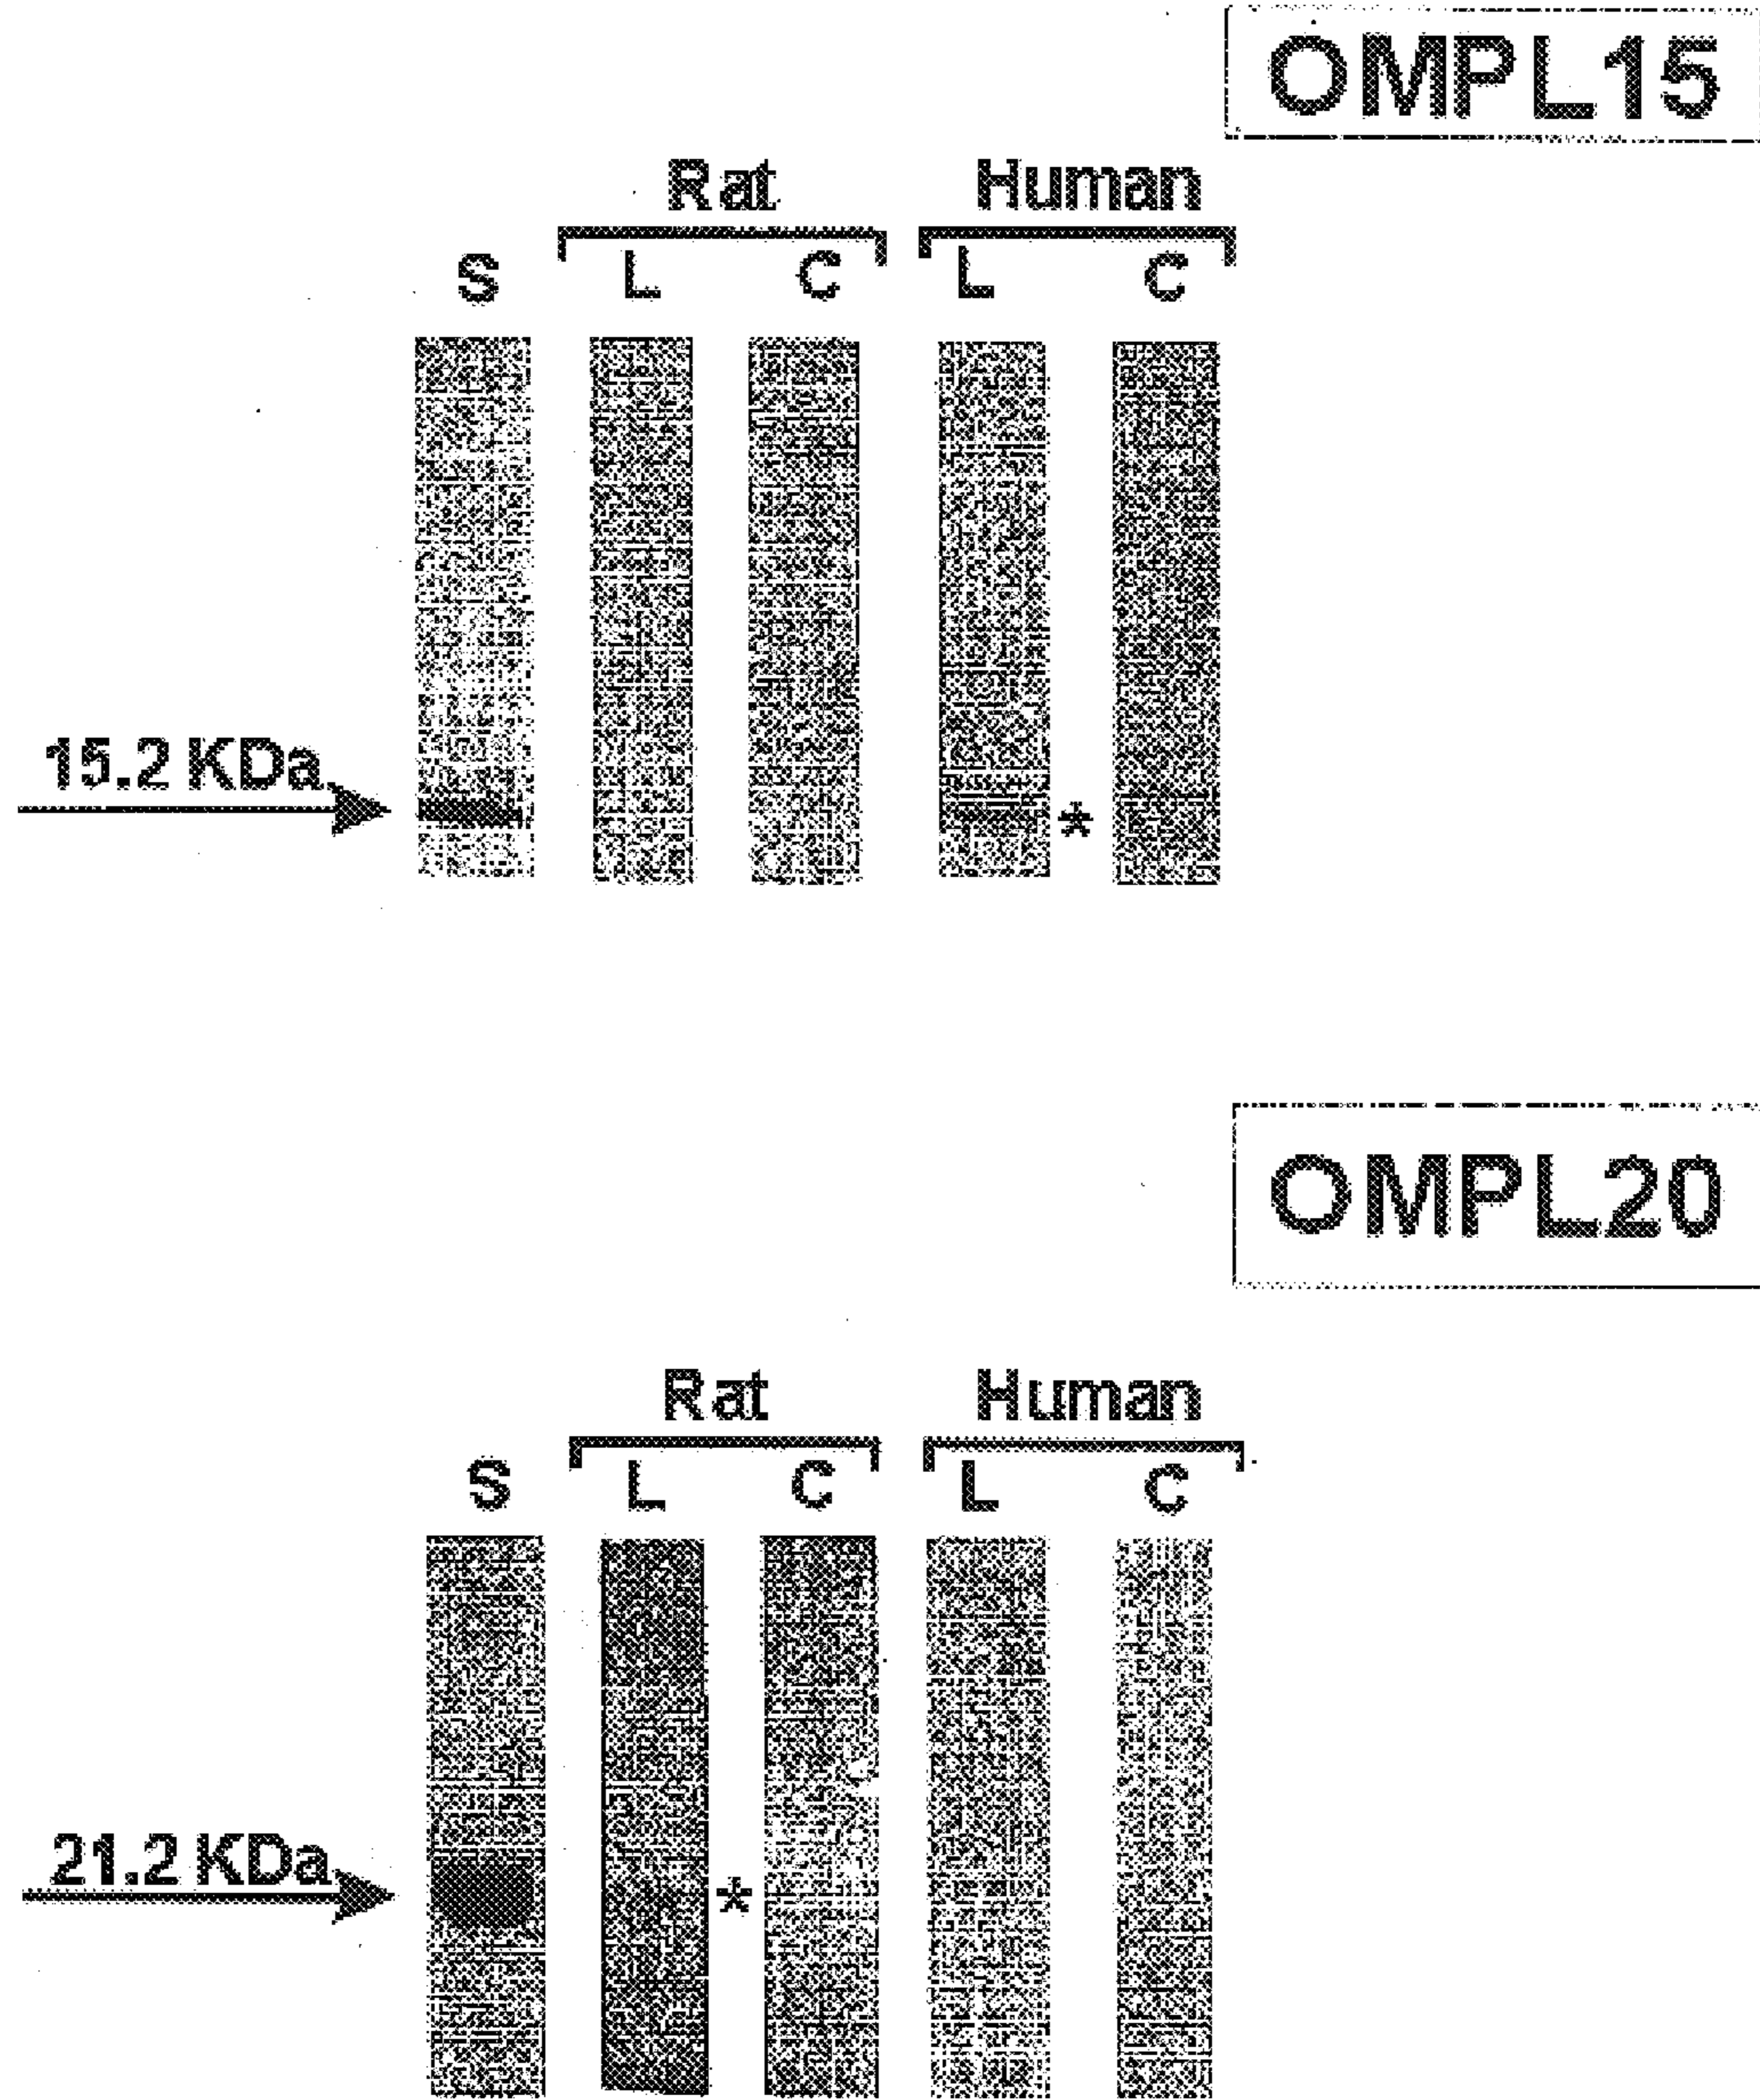 OMPL15
Rat Human
S L C L C
15.2 KDa
*
OMPL20
Rat Human
S L C L C
21.2 KDa
*